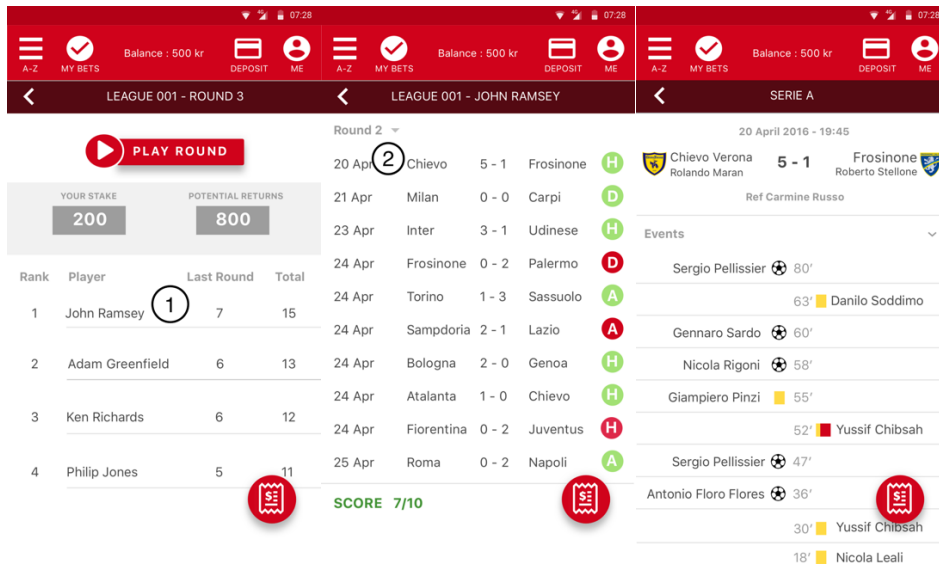 4G 07:28
A-Z MY BETS Balance : 500 kr DEPOSIT ME
LEAGUE 001 - ROUND 3
PLAY ROUND
YOUR STAKE POTENTIAL RETURNS
200 800
Rank Player Last Round Total
1 John Ramsey 1 7 15
2 Adam Greenfield 6 13
3 Ken Richards 6 12
4 Philip Jones 5 11
$
4G 07:28
A-Z MY BETS Balance : 500 kr DEPOSIT ME
LEAGUE 001 - JOHN RAMSEY
Round 2
2
20 Apr Chievo 5 - 1 Frosinone H
21 Apr Milan 0 - 0 Carpi D
23 Apr Inter 3 - 1 Udinese H
24 Apr Frosinone 0 - 2 Palermo D
24 Apr Torino 1 - 3 Sassuolo A
24 Apr Sampdoria 2 - 1 Lazio A
24 Apr Bologna 2 - 0 Genoa H
24 Apr Atalanta 1 - 0 Chievo H
24 Apr Fiorentina 0 - 2 Juventus H
25 Apr Roma 0 - 2 Napoli A
SCORE 7/10
$
4G 07:28
A-Z MY BETS Balance : 500 kr DEPOSIT ME
SERIE A
20 April 2016 - 19:45
Chievo Verona 5 - 1 Frosinone
Rolando Maran Roberto Stellone
Ref Carmine Russo
Events
Sergio Pellissier 80'
63' Danilo Soddimo
Gennaro Sardo 60'
Nicola Rigoni 58'
Giampiero Pinzi 55'
52' Yussif Chibsah
Sergio Pellissier 47'
Antonio Floro Flores 36'
$
30' Yussif Chibsah
18' Nicola Leali